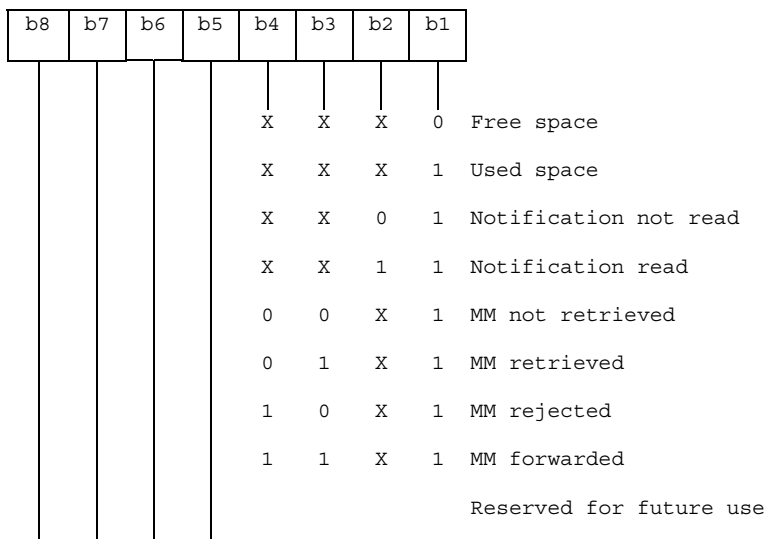 b8 b7 b6 b5 b4 b3 b2 b1
X X X 0 Free space
X X X 1 Used space
X X 0 1 Notification not read
X X 1 1 Notification read
0 0 X 1 MM not retrieved
0 1 X 1 MM retrieved
1 0 X 1 MM rejected
1 1 X 1 MM forwarded
Reserved for future use